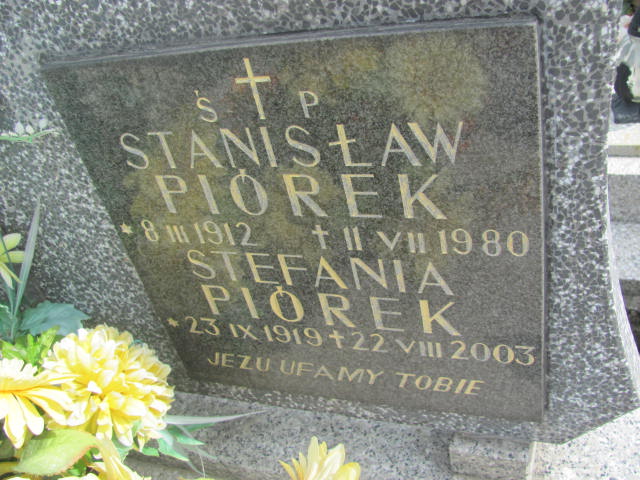 Ś P
STANISŁAW
PIÓREK
* 8 III 1912 + 11 VII 1980
STEFANIA
PIÓREK
* 23 IX 1919 + 22 VIII 2003
JEZU UFAMY TOBIE